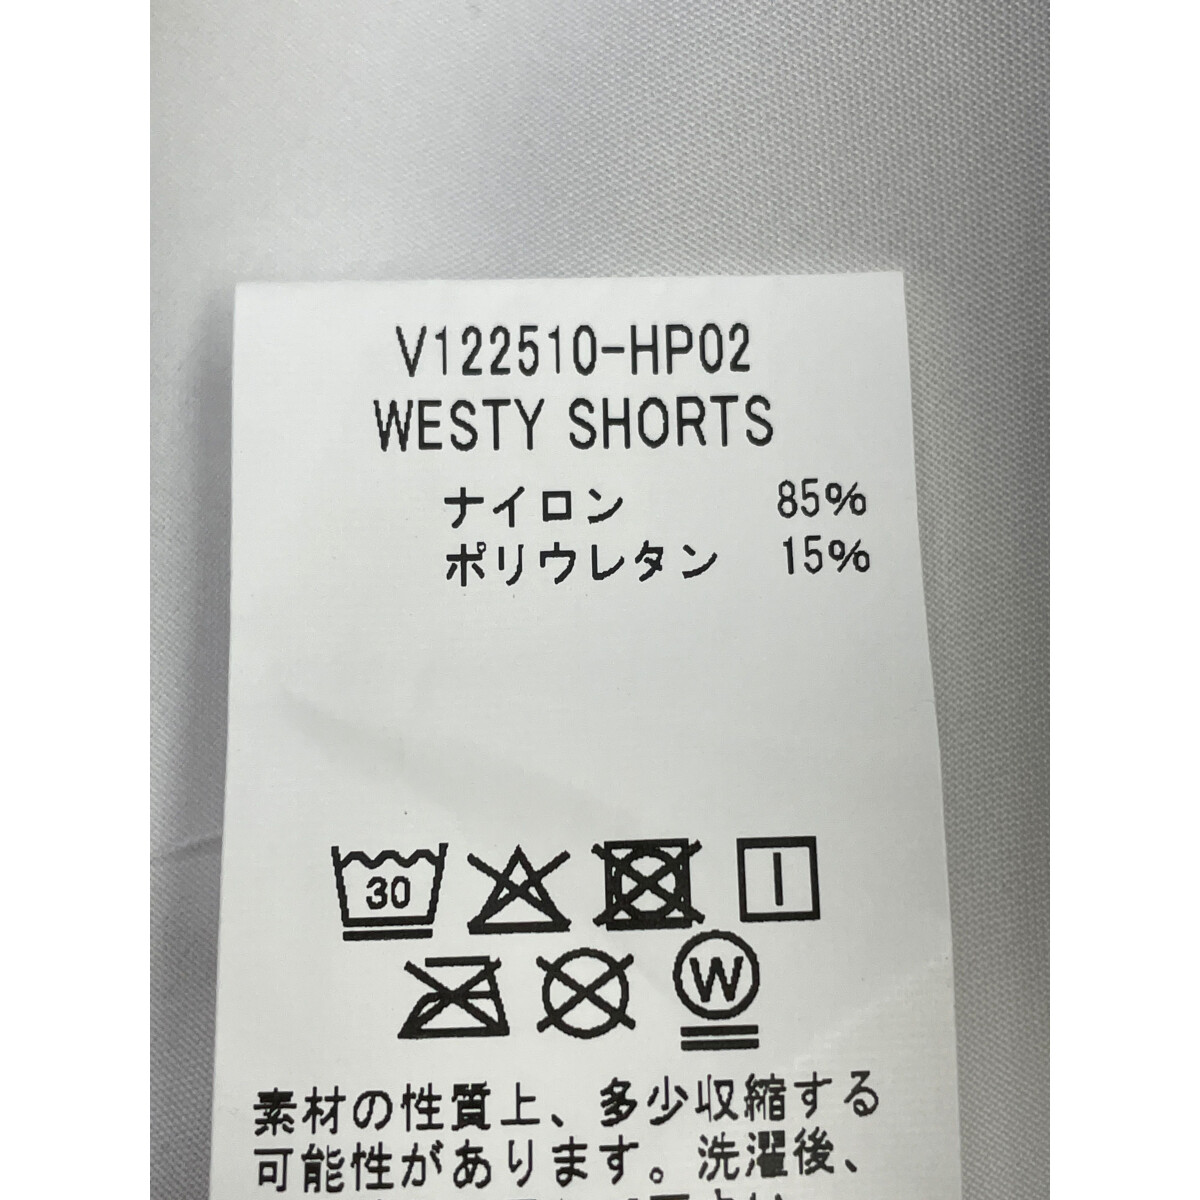 V122510-HP02
WESTY SHORTS
ナイロン 85%
ポリウレタン 15%
30
W
素材の性質上、多少収縮する
可能性があります。洗濯後、